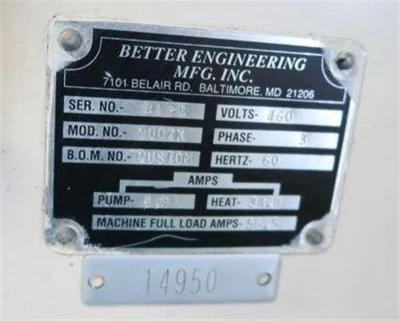 BETTER ENGINEERING
MFG. INC.
7101 BELAIR RD. BALTIMORE, MD 21206
SER. NO.- VOLTS- 460
MOD. NO.- PHASE- 3
B.O.M. NO.- CUSTOM HERTZ- 60
AMPS
PUMP- HEAT-
MACHINE FULL LOAD AMPS-
14950